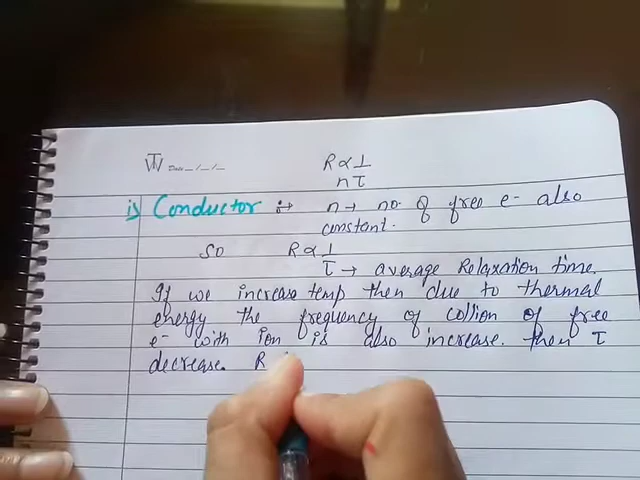 W Date _/_/_
R ∝ 1
nτ
i) Conductor :→ n → no. of free e- also
constant.
so R ∝ 1
τ → average Relaxation time.
If we increase temp then due to thermal
energy the frequency of collion of free
e- with ion is also increase. then τ
decrease. R